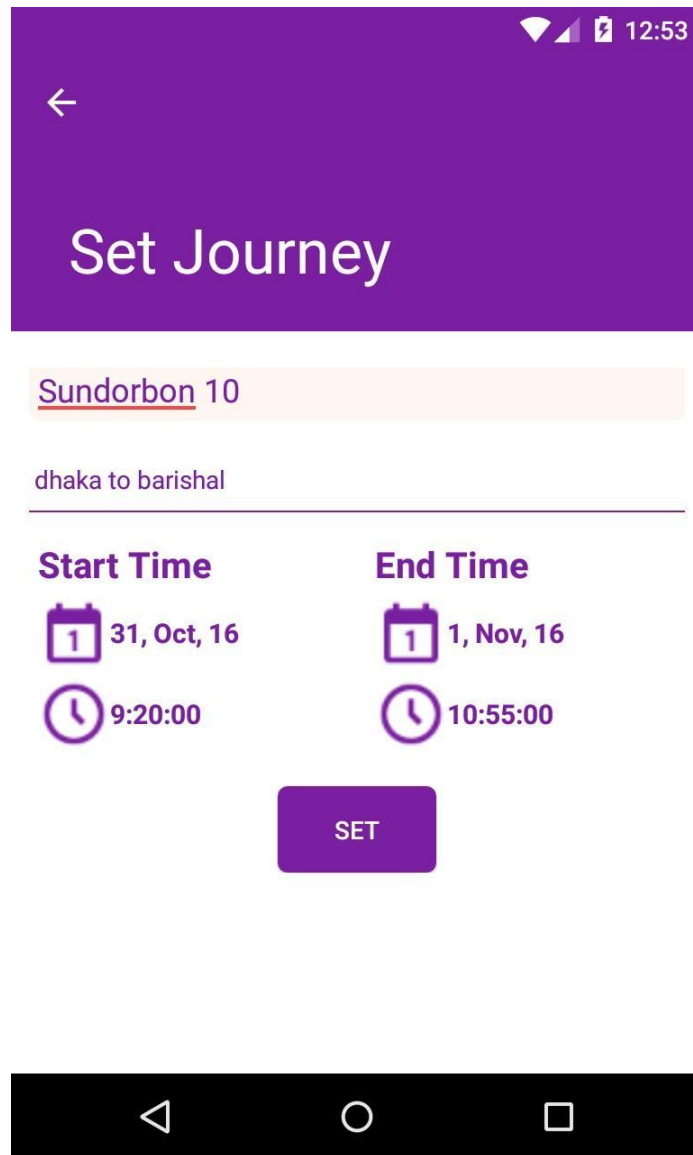 12:53
Set Journey
Sundorbon 10
dhaka to barishal
Start Time End Time
1 31, Oct, 16 1 1, Nov, 16
9:20:00 10:55:00
SET